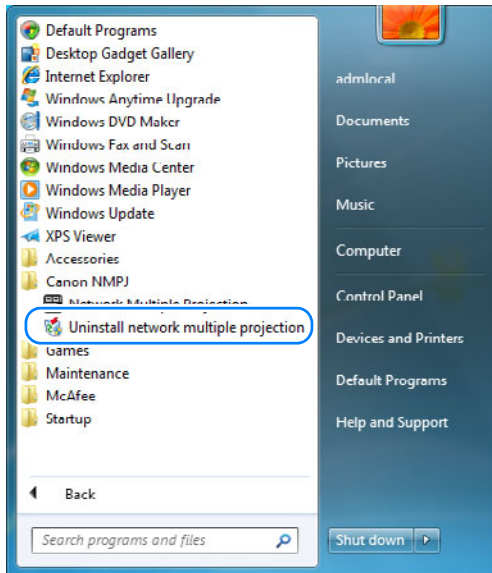 Default Programs
Desktop Gadget Gallery
Internet Explorer
Windows Anytime Upgrade
Windows DVD Maker
Windows Fax and Scan
Windows Media Center
Windows Media Player
Windows Update
XPS Viewer
Accessories
Canon NMPJ
Network Multiple Projection
Uninstall network multiple projection
Games
Maintenance
McAfee
Startup
Back
Search programs and files
admlocal
Documents
Pictures
Music
Computer
Control Panel
Devices and Printers
Default Programs
Help and Support
Shut down